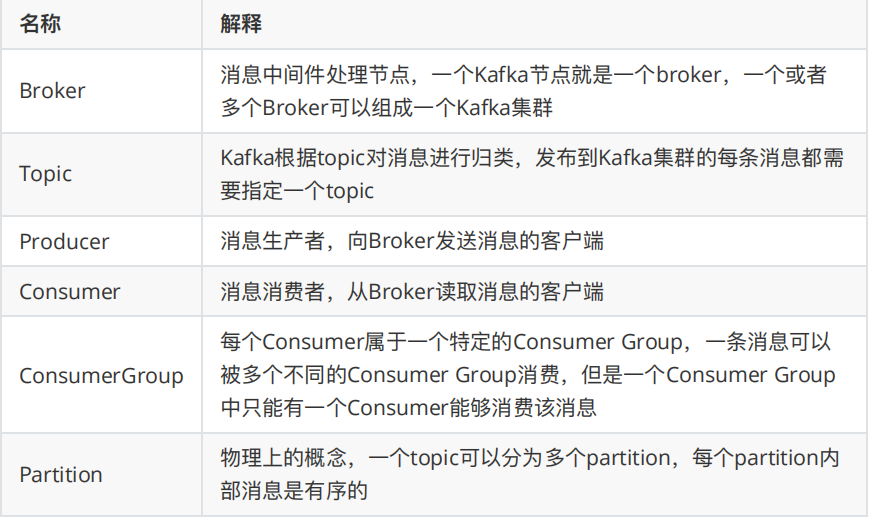 名称 解释
Broker
消息中间件处理节点，一个Kafka节点就是一个broker，一个或者
多个Broker可以组成一个Kafka集群
Topic
Kafka根据topic对消息进行归类，发布到Kafka集群的每条消息都需
要指定一个topic
Producer 消息生产者，向Broker发送消息的客户端
Consumer 消息消费者，从Broker读取消息的客户端
ConsumerGroup
每个Consumer属于一个特定的Consumer Group，一条消息可以
被多个不同的Consumer Group消费，但是一个Consumer Group
中只能有一个Consumer能够消费该消息
Partition
物理上的概念，一个topic可以分为多个partition，每个partition内
部消息是有序的